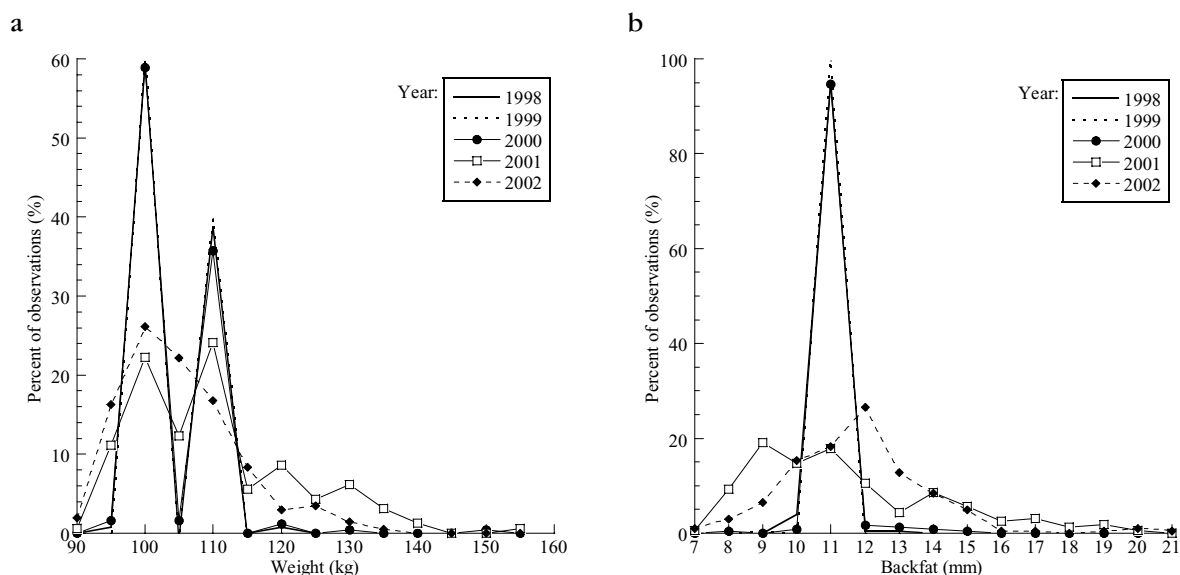 a
60
50
40
30
20
10
0
Percent of observations (%)
90 100 110 120 130 140 150 160
Weight (kg)
Year:
1998
1999
2000
2001
2002
b
100
80
60
40
20
0
Percent of observations (%)
7 8 9 10 11 12 13 14 15 16 17 18 19 20 21
Backfat (mm)
Year:
1998
1999
2000
2001
2002